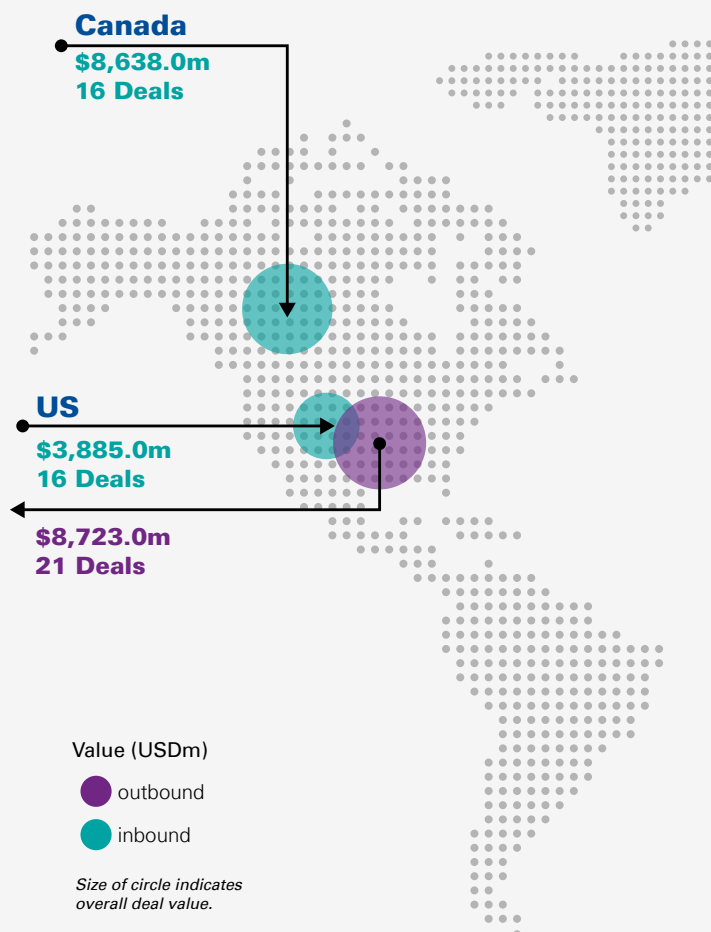 Canada
$8,638.0m
16 Deals
US
$3,885.0m
16 Deals
$8,723.0m
21 Deals
Value (USDm)
outbound
inbound
Size of circle indicates
overall deal value.